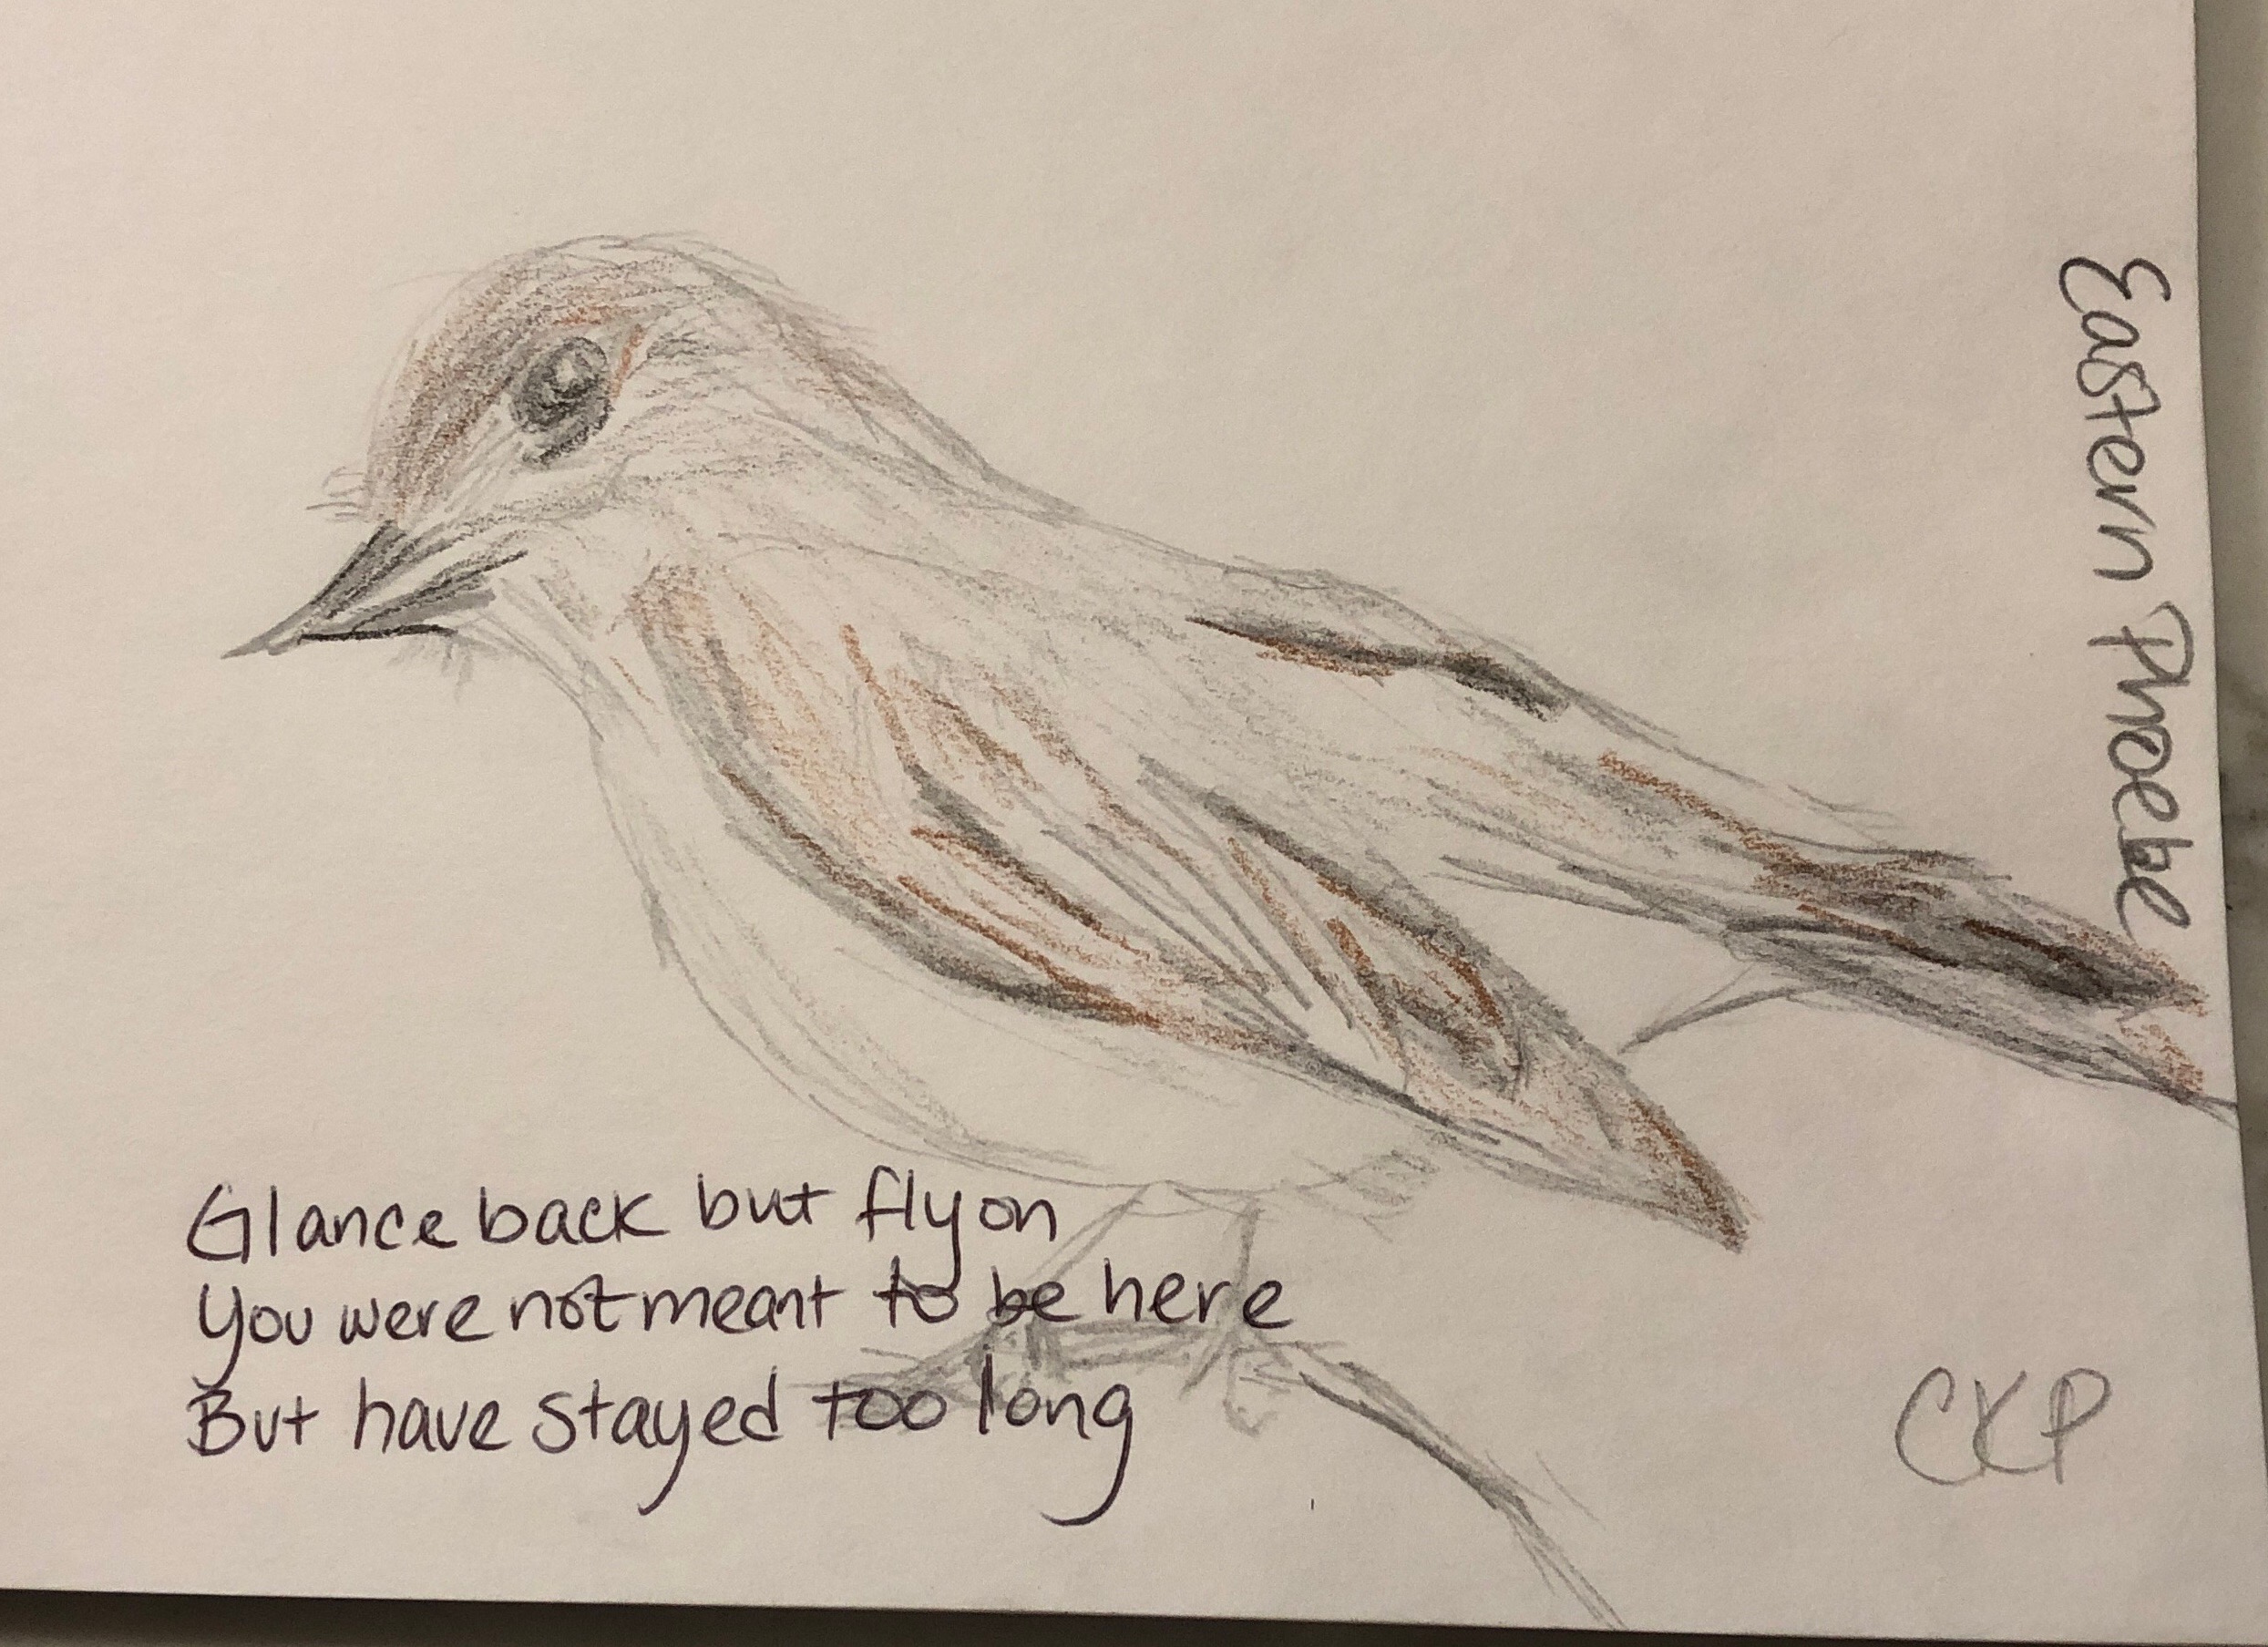 Eastern Phoebe
Glance back but fly on
You were not meant to be here
But have stayed too long
CKP